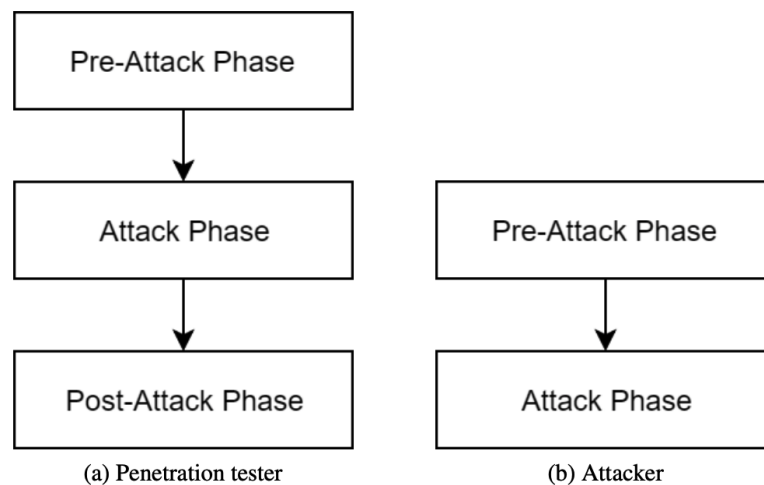 Pre-Attack Phase
Attack Phase
Post-Attack Phase
(a) Penetration tester
Pre-Attack Phase
Attack Phase
(b) Attacker